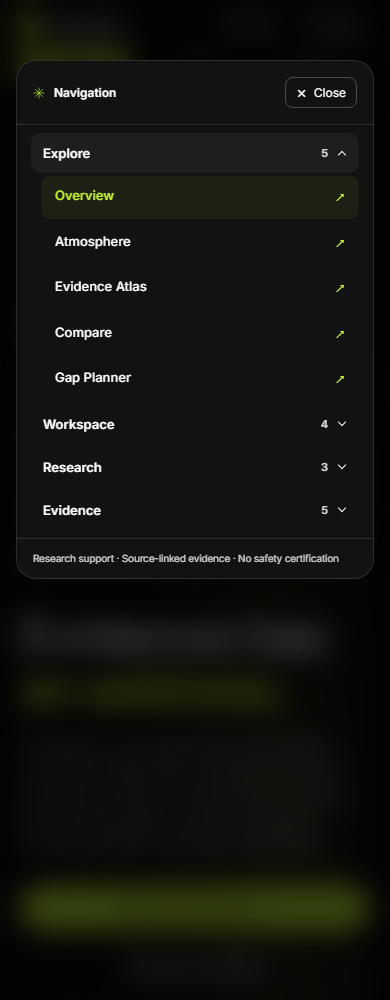 Navigation
× Close
Explore 5
Overview ↗
Atmosphere ↗
Evidence Atlas ↗
Compare ↗
Gap Planner ↗
Workspace 4
Research 3
Evidence 5
Research support · Source-linked evidence · No safety certification